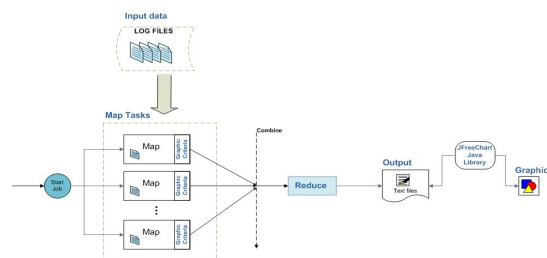 Input data
LOG FILES
Map Tasks
Combine
Map
Graphic
Criteria
Start
Job
Map
Graphic
Criteria
Map
Graphic
Criteria
Reduce
Output
Text files
JFreeChart
Java
Library
Graphic